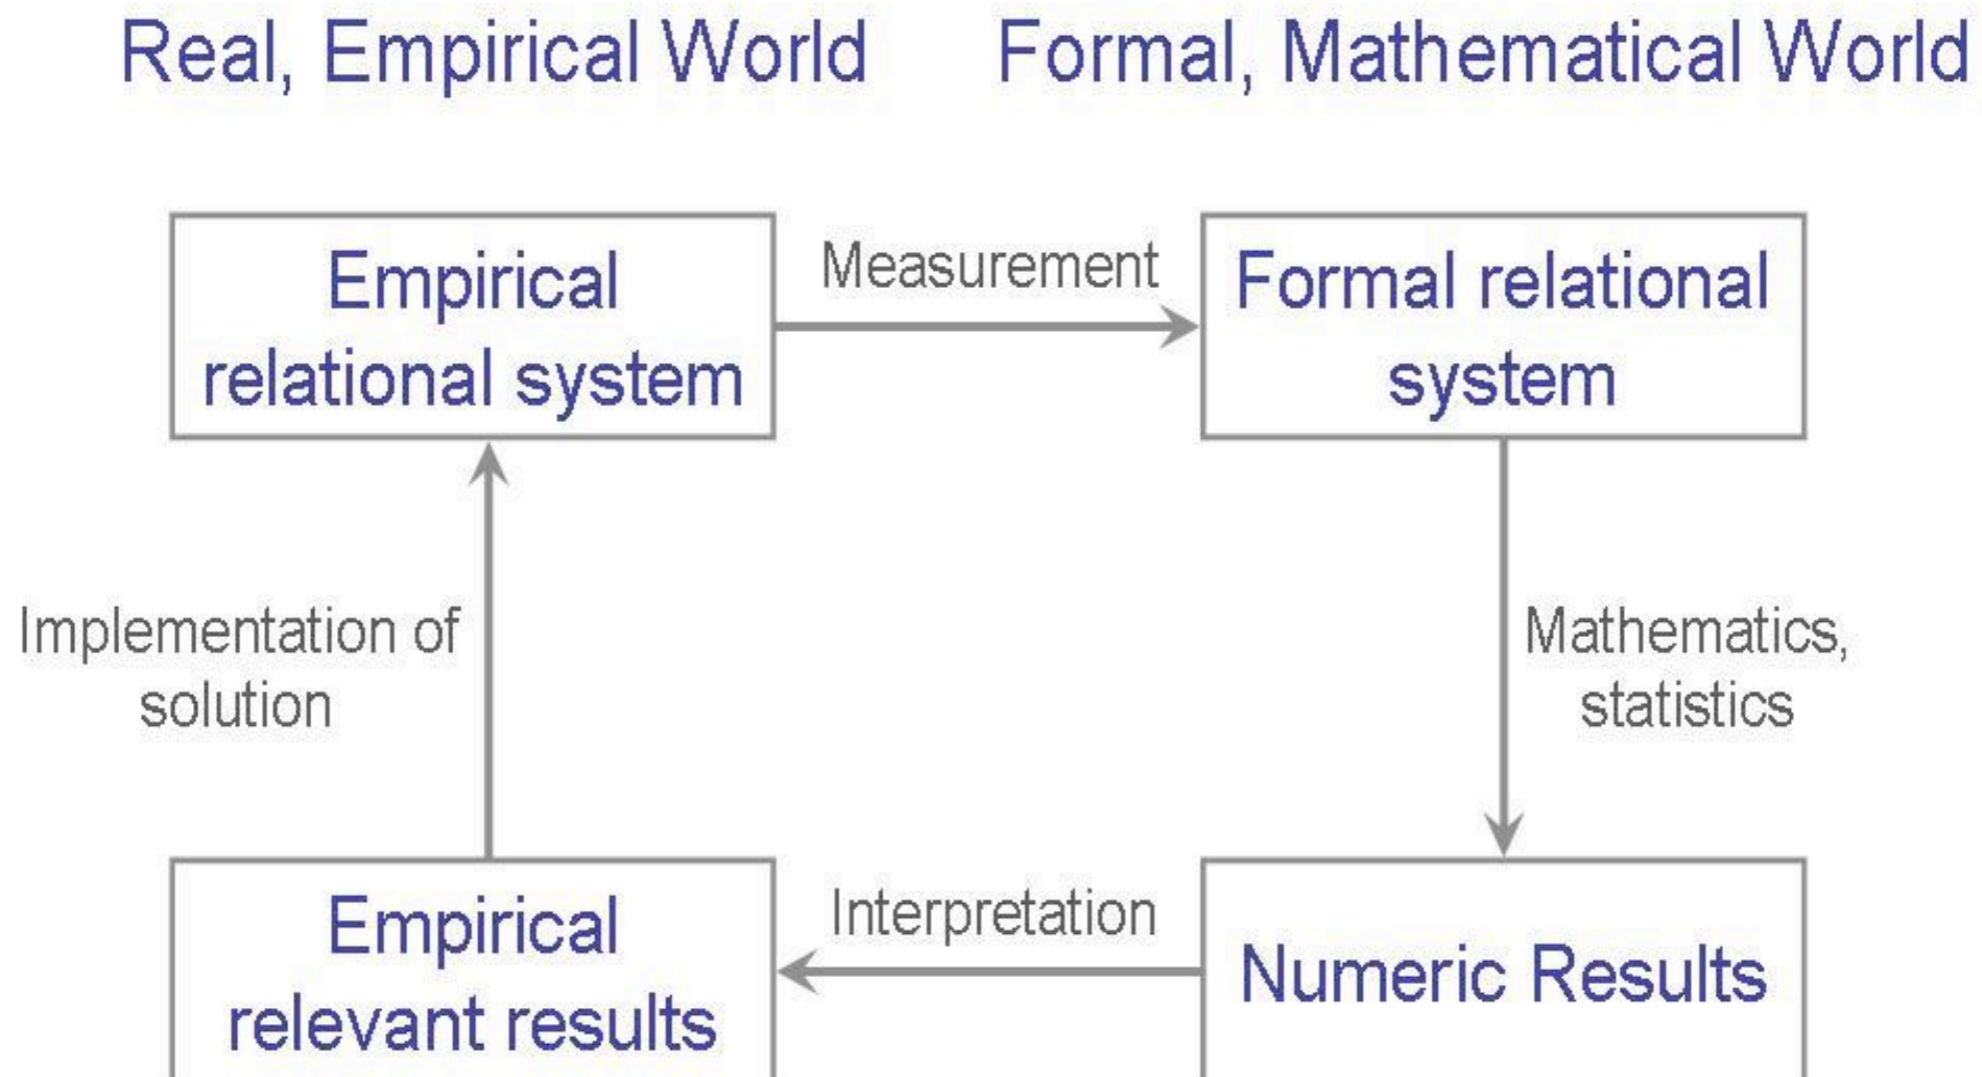 Real, Empirical World
Formal, Mathematical World
Empirical
relational system
Measurement
Formal relational
system
Implementation of
solution
Mathematics,
statistics
Empirical
relevant results
Interpretation
Numeric Results